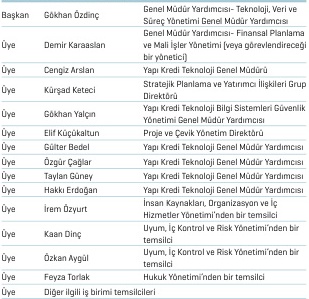 Başkan Gökhan Özdinç Genel Müdür Yardımcısı- Teknoloji, Veri ve
Süreç Yönetimi Genel Müdür Yardımcısı
Üye Demir Karaaslan Genel Müdür Yardımcısı- Finansal Planlama
ve Mali İşler Yönetimi (veya görevlendireceği
bir yönetici)
Üye Cengiz Arslan Yapı Kredi Teknoloji Genel Müdürü
Üye Kürşad Keteci Stratejik Planlama ve Yatırımcı İlişkileri Grup
Direktörü
Üye Gökhan Yalçın Yapı Kredi Teknoloji Bilgi Sistemleri Güvenlik
Yönetimi Genel Müdür Yardımcısı
Üye Elif Küçükaltun Proje ve Çevik Yönetim Direktörü
Üye Gülter Bedel Yapı Kredi Teknoloji Genel Müdür Yardımcısı
Üye Özgür Çağlar Yapı Kredi Teknoloji Genel Müdür Yardımcısı
Üye Taylan Güney Yapı Kredi Teknoloji Genel Müdür Yardımcısı
Üye Hakkı Erdoğan Yapı Kredi Teknoloji Genel Müdür Yardımcısı
Üye İrem Özyurt İnsan Kaynakları, Organizasyon ve İç
Hizmetler Yönetimi'nden bir temsilci
Üye Kaan Dinç Uyum, İç Kontrol ve Risk Yönetimi'nden bir
temsilci
Üye Özkan Aygül Uyum, İç Kontrol ve Risk Yönetimi'nden bir
temsilci
Üye Feyza Torlak Hukuk Yönetimi'nden bir temsilci
Üye Diğer ilgili iş birimi temsilcileri